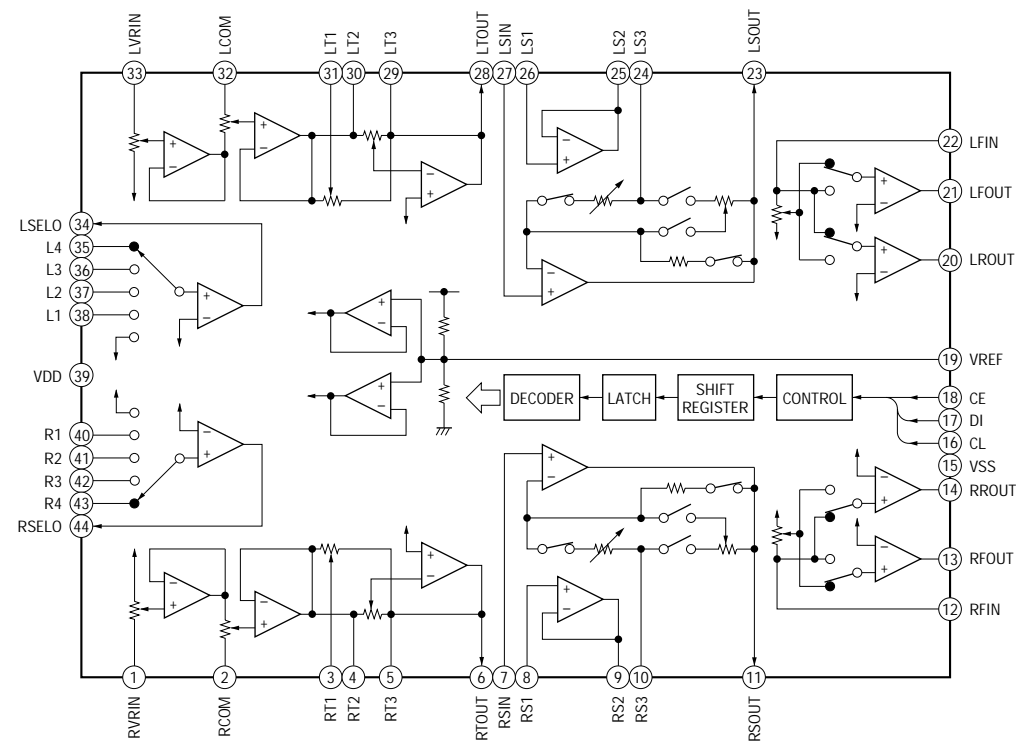 LVRIN LCOM LT1 LT2 LT3 LTOUT LSIN LS1 LS2 LS3 LSOUT
33 32 31 30 29 28 27 26 25 24 23
+ − + − + − + − − +
22 LFIN
21 LFOUT
20 LROUT
+ − + −
LSELO 34
L4 35
L3 36
L2 37
L1 38
+ −
− +
+ −
+ −
19 VREF
VDD 39
DECODER LATCH SHIFT REGISTER CONTROL
18 CE
17 DI
16 CL
15 VSS
14 RROUT
13 RFOUT
12 RFIN
− + − +
R1 40
R2 41
R3 42
R4 43
RSELO 44
− +
+ −
− + − + − + + −
1 2 3 4 5 6 7 8 9 10 11
RVRIN RCOM RT1 RT2 RT3 RTOUT RSIN RS1 RS2 RS3 RSOUT